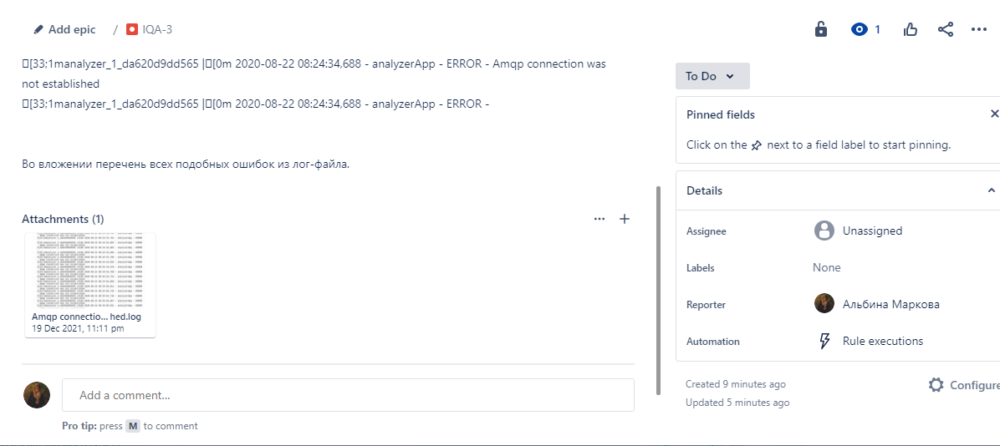 Add epic / IQA-3
1
[33;1manalyzer_1_da620d9dd565 |[0m 2020-08-22 08:24:34,688 - analyzerApp - ERROR - Amqp connection was
not established
[33;1manalyzer_1_da620d9dd565 |[0m 2020-08-22 08:24:34,688 - analyzerApp - ERROR -
Во вложении перечень всех подобных ошибок из лог-файла.
Attachments (1)
Amqp connectio... hed.log
19 Dec 2021, 11:11 pm
Add a comment...
Pro tip: press M to comment
To Do
Pinned fields
Click on the next to a field label to start pinning.
Details
Assignee Unassigned
Labels None
Reporter Альбина Маркова
Automation Rule executions
Created 9 minutes ago
Updated 5 minutes ago
Configure